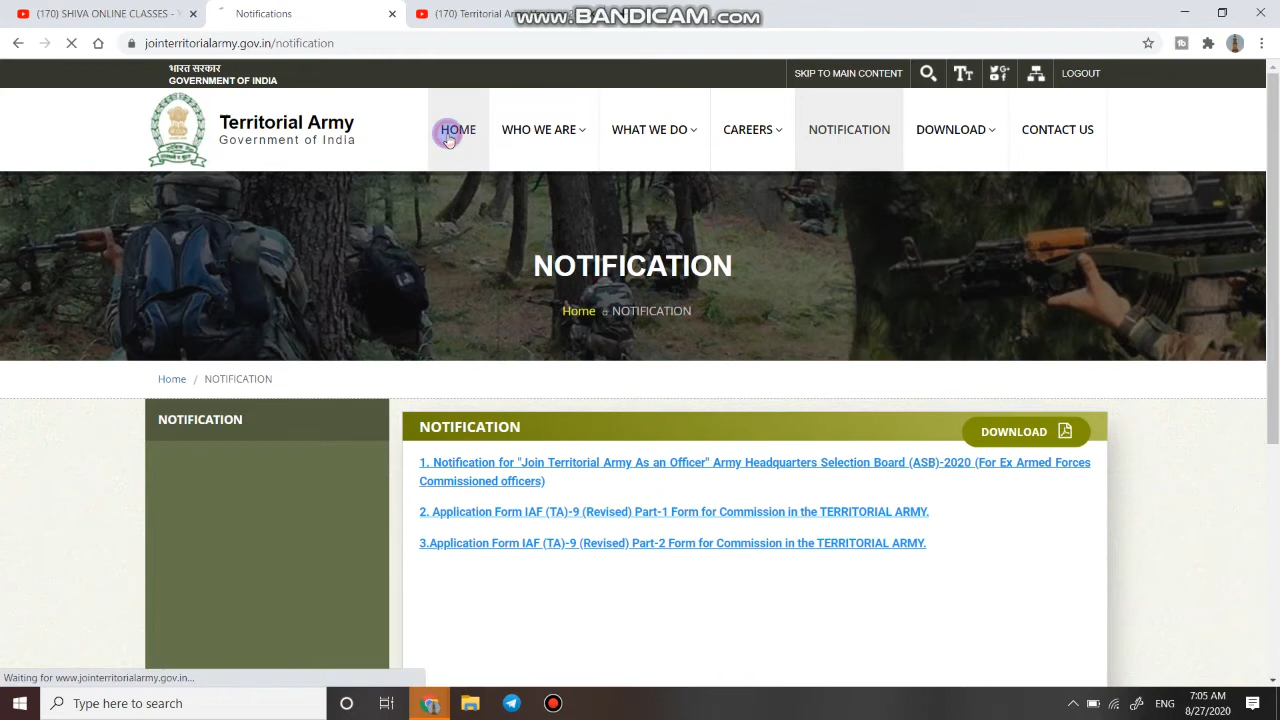 (170) SHIVA ONLINE CLASSES -
Notifications
(170) Territorial Ar
www.BANDICAM.com
jointerritorialarmy.gov.in/notification
भारत सरकार
GOVERNMENT OF INDIA
SKIP TO MAIN CONTENT
LOGOUT
Territorial Army
Government of India
HOME
WHO WE ARE
WHAT WE DO
CAREERS
NOTIFICATION
DOWNLOAD
CONTACT US
NOTIFICATION
Home NOTIFICATION
Home / NOTIFICATION
NOTIFICATION
NOTIFICATION
DOWNLOAD
1. Notification for "Join Territorial Army As an Officer" Army Headquarters Selection Board (ASB)-2020 (For Ex Armed Forces
Commissioned officers)
2. Application Form IAF (TA)-9 (Revised) Part-1 Form for Commission in the TERRITORIAL ARMY.
3.Application Form IAF (TA)-9 (Revised) Part-2 Form for Commission in the TERRITORIAL ARMY.
Waiting for www.jointerritorialarmy.gov.in...
Type here to search
ENG
7:05 AM
8/27/2020